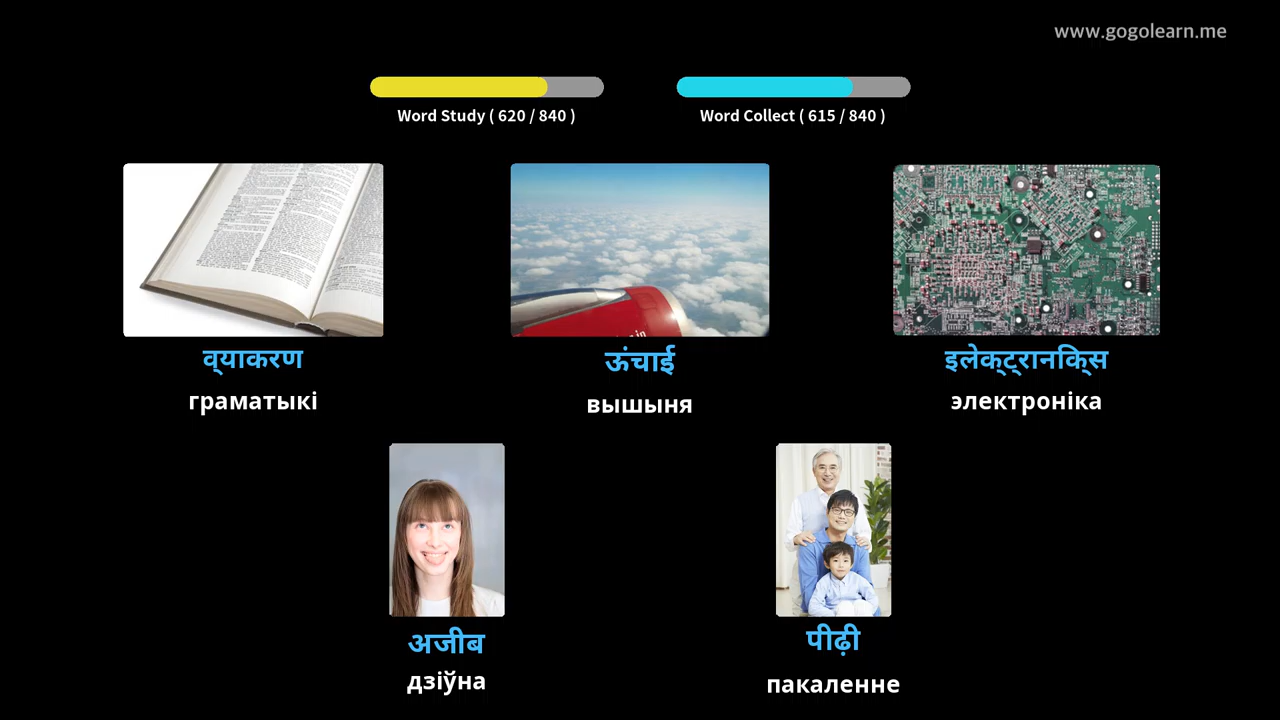 www.gogolearn.me
Word Study ( 620 / 840 )
Word Collect ( 615 / 840 )
व्याकरण
граматыкі
ऊंचाई
вышыня
इलेक्ट्रानिक्स
электроніка
अजीब
дзіўна
पीढ़ी
пакаленне